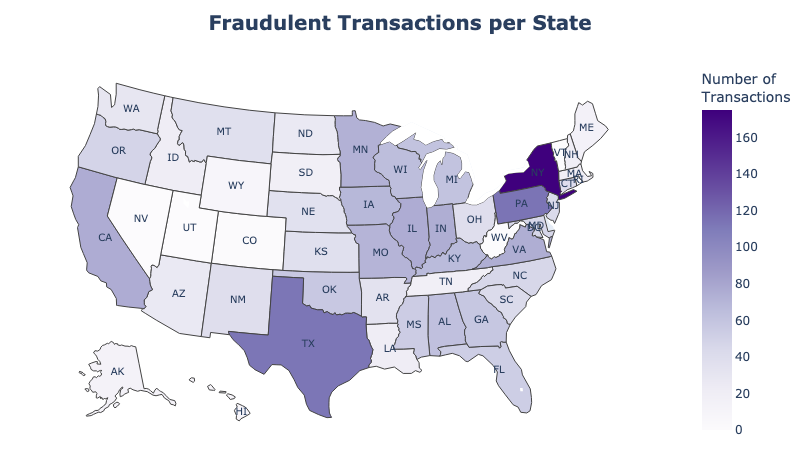 Fraudulent Transactions per State
Number of
Transactions
160
140
120
100
80
60
40
20
0
WA
MT
ND
ME
OR
ID
MN
WI
VT
NH
SD
WY
MI
NY
MA
CT
RI
NE
IA
PA
NJ
NV
UT
CO
IL
IN
OH
MD
CA
KS
MO
WV
KY
VA
AZ
NM
OK
AR
TN
NC
SC
TX
MS
AL
GA
LA
FL
AK
HI